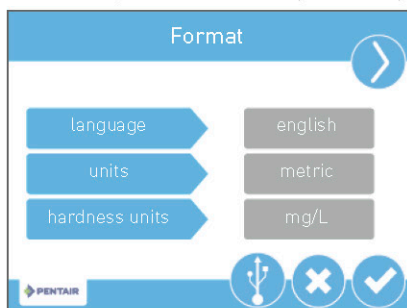 Format
language english
units metric
hardness units mg/L
PENTAIR